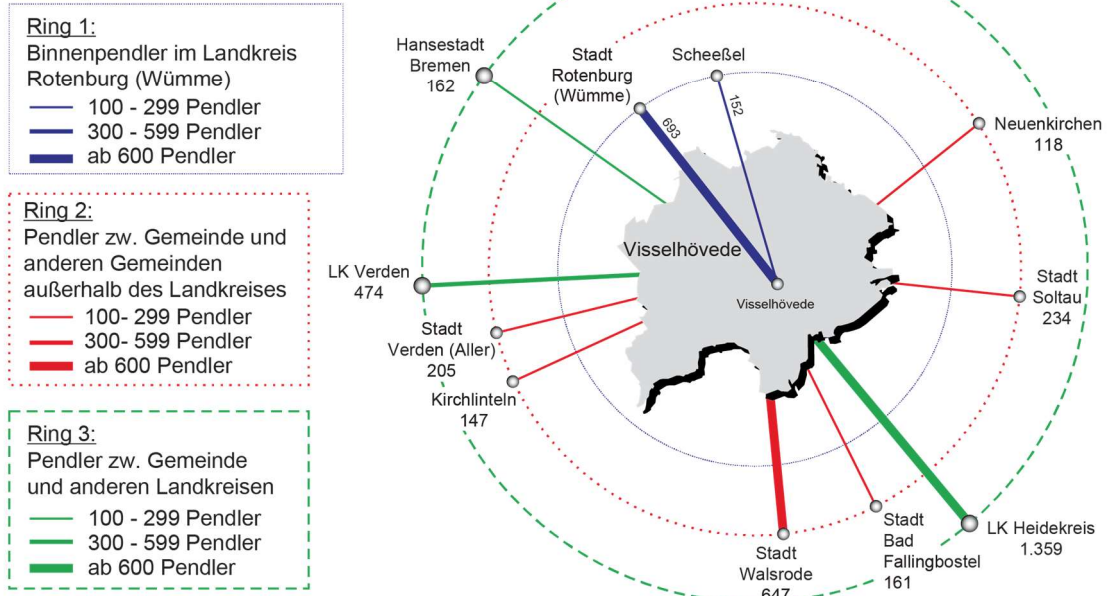 Ring 1:
Binnenpendler im Landkreis
Rotenburg (Wümme)
100 - 299 Pendler
300 - 599 Pendler
ab 600 Pendler
Ring 2:
Pendler zw. Gemeinde und
anderen Gemeinden
außerhalb des Landkreises
100- 299 Pendler
300- 599 Pendler
ab 600 Pendler
Ring 3:
Pendler zw. Gemeinde
und anderen Landkreisen
100 - 299 Pendler
300 - 599 Pendler
ab 600 Pendler
Hansestadt
Bremen
162
Stadt
Rotenburg
(Wümme)
693
Scheeßel
152
Neuenkirchen
118
Visselhövede
Visselhövede
LK Verden
474
Stadt
Verden (Aller)
205
Kirchlinteln
147
Stadt
Soltau
234
Stadt
Walsrode
647
Stadt
Bad
Fallingbostel
161
LK Heidekreis
1.359